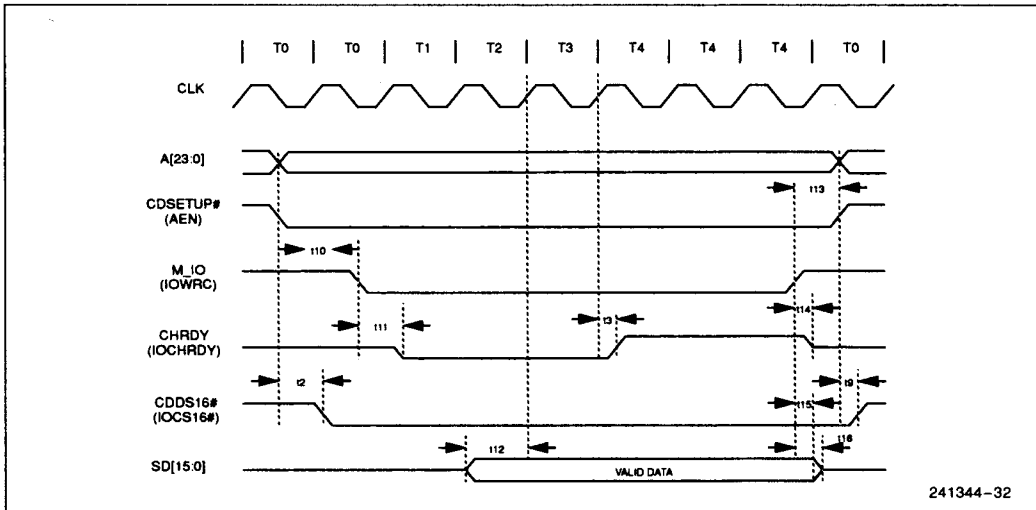 T0 T0 T1 T2 T3 T4 T4 T4 T0
CLK
A[23:0]
t13
CDSETUP#
(AEN)
t10
M_IO
(IOWRC)
t11
t3
t14
CHRDY
(IOCHRDY)
t2
t9
CDDS16#
(IOCS16#)
t15
t16
t12
SD[15:0]
VALID DATA
241344-32